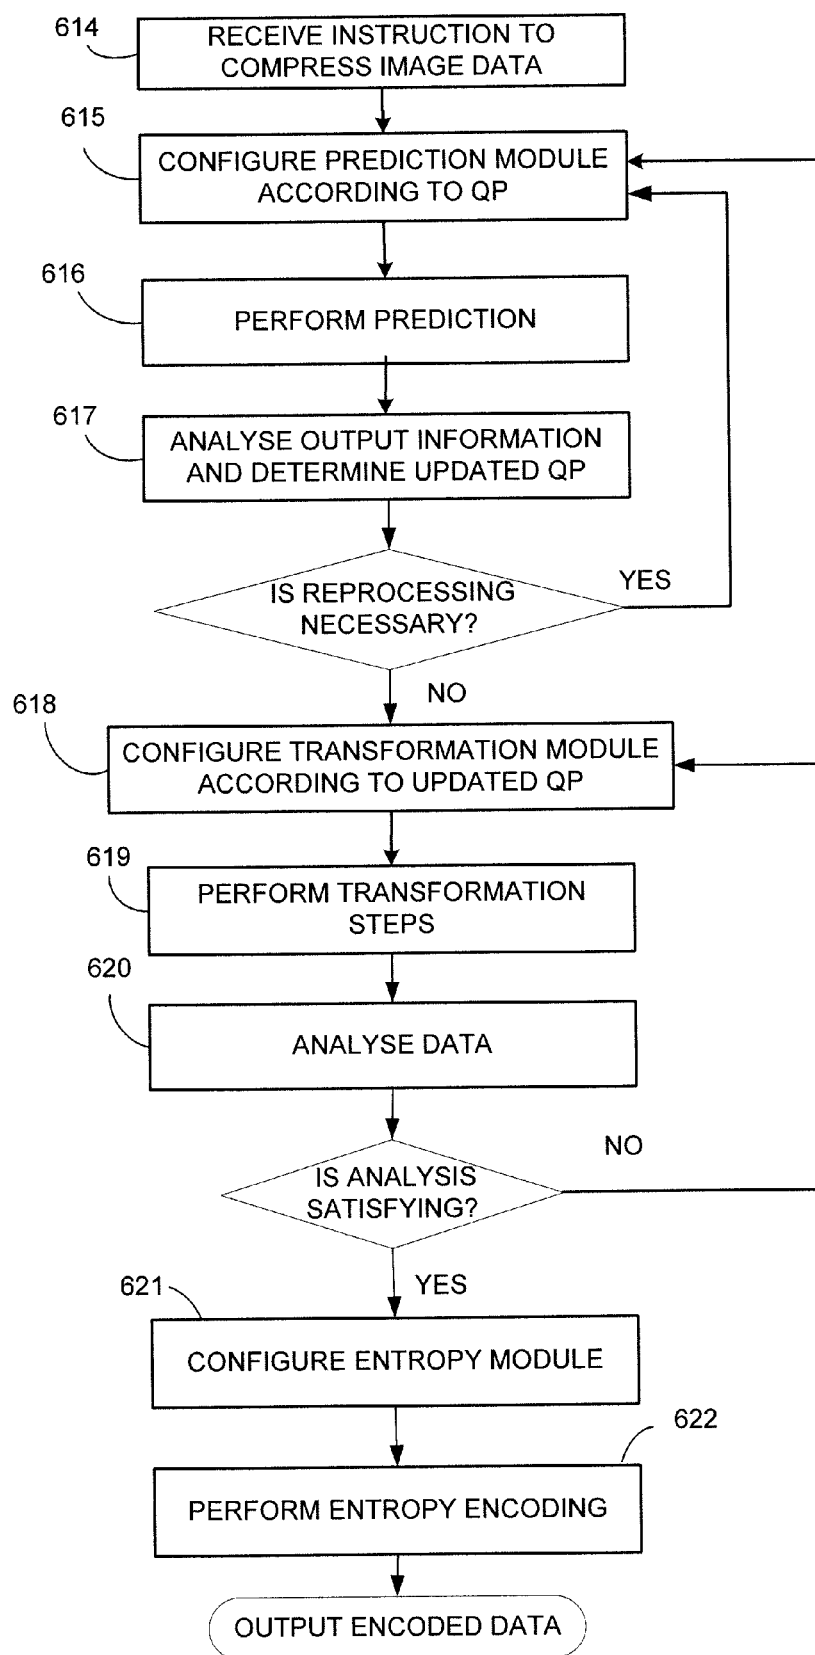 614
RECEIVE INSTRUCTION TO
COMPRESS IMAGE DATA
615
CONFIGURE PREDICTION MODULE
ACCORDING TO QP
616
PERFORM PREDICTION
617
ANALYSE OUTPUT INFORMATION
AND DETERMINE UPDATED QP
IS REPROCESSING
NECESSARY?
YES
NO
618
CONFIGURE TRANSFORMATION MODULE
ACCORDING TO UPDATED QP
619
PERFORM TRANSFORMATION
STEPS
620
ANALYSE DATA
IS ANALYSIS
SATISFYING?
NO
YES
621
CONFIGURE ENTROPY MODULE
622
PERFORM ENTROPY ENCODING
OUTPUT ENCODED DATA